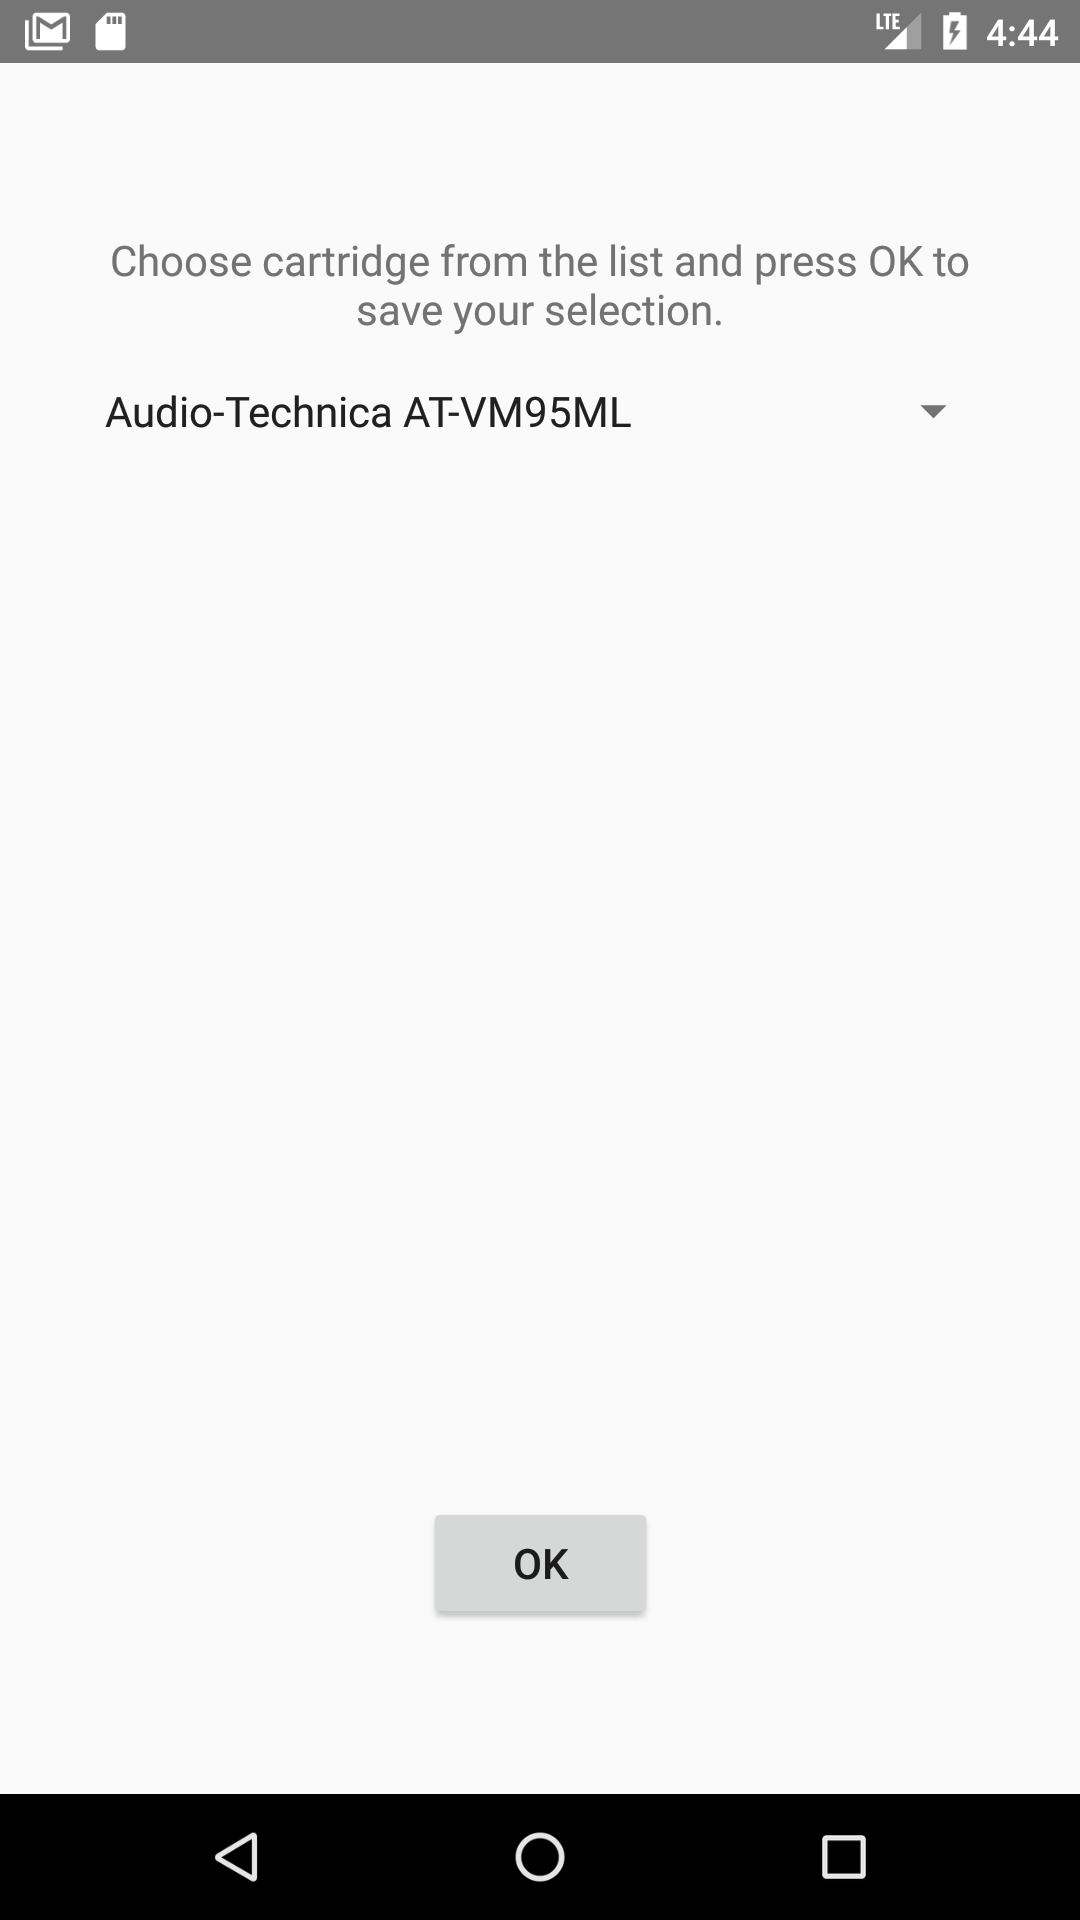 LTE 4:44
Choose cartridge from the list and press OK to
save your selection.
Audio-Technica AT-VM95ML
OK